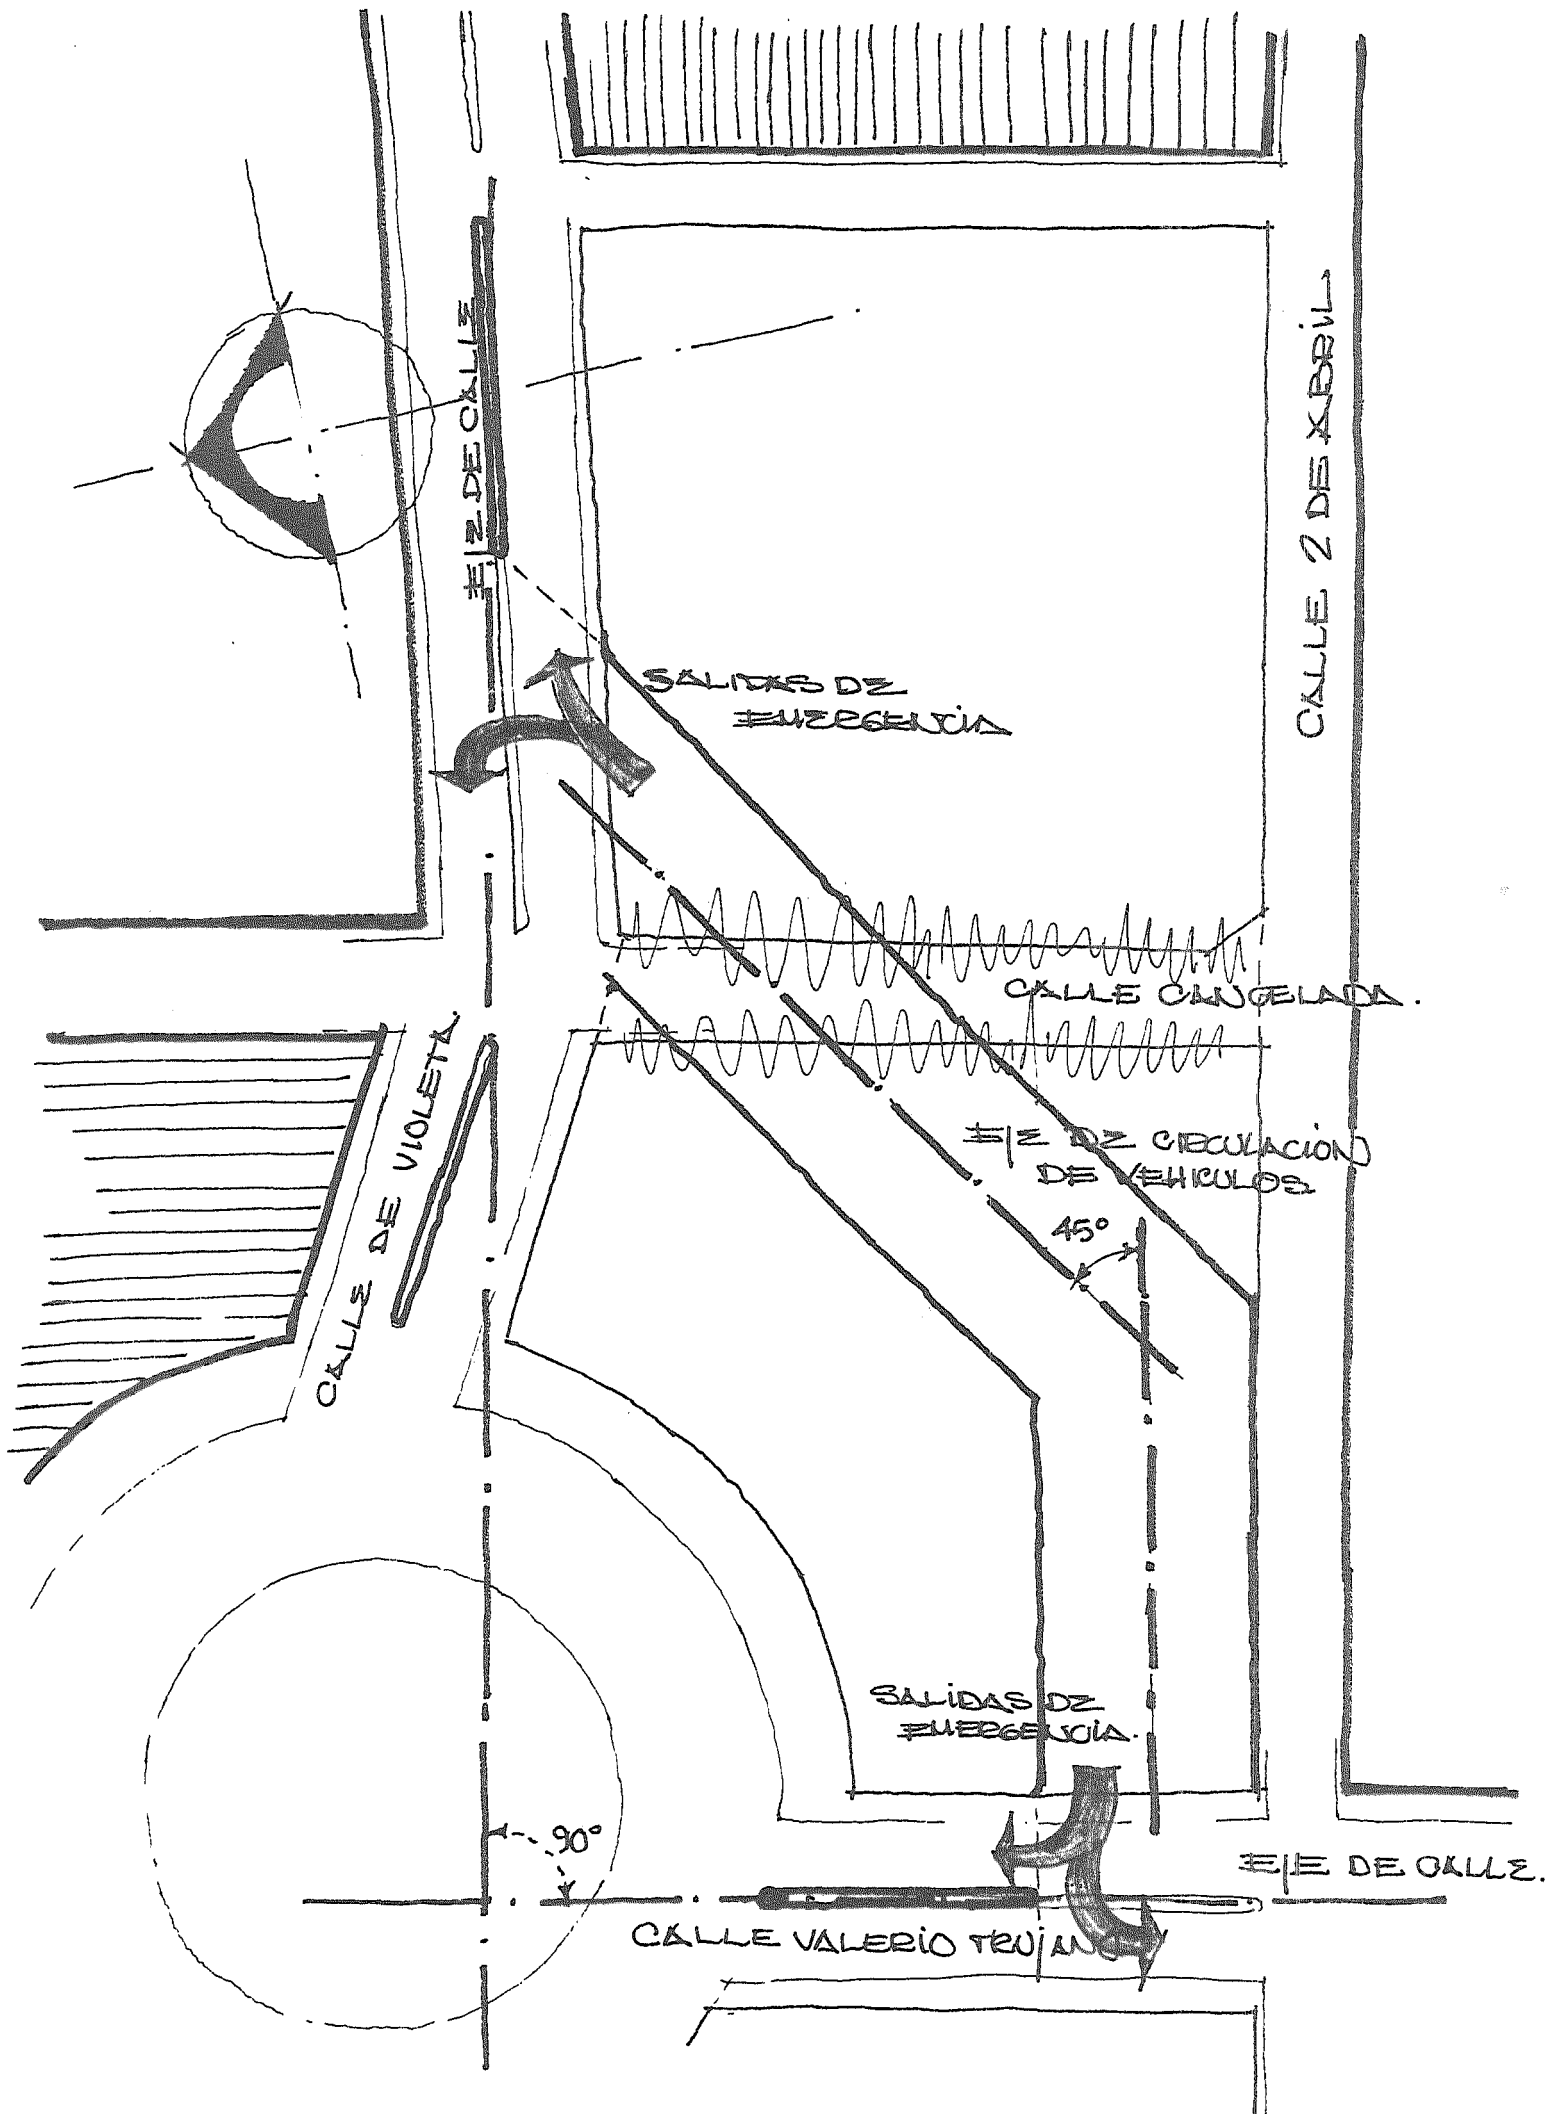 EJE DE CALLE
CALLE 2 DE ABRIL
SALIDAS DE
EMERGENCIA
CALLE CANCELADA.
CALLE DE VIOLETA.
EJE DE CIRCULACIÓN
DE VEHICULOS.
45°
SALIDAS DE
EMERGENCIA.
90°
EJE DE CALLE.
CALLE VALERIO TRUJANO